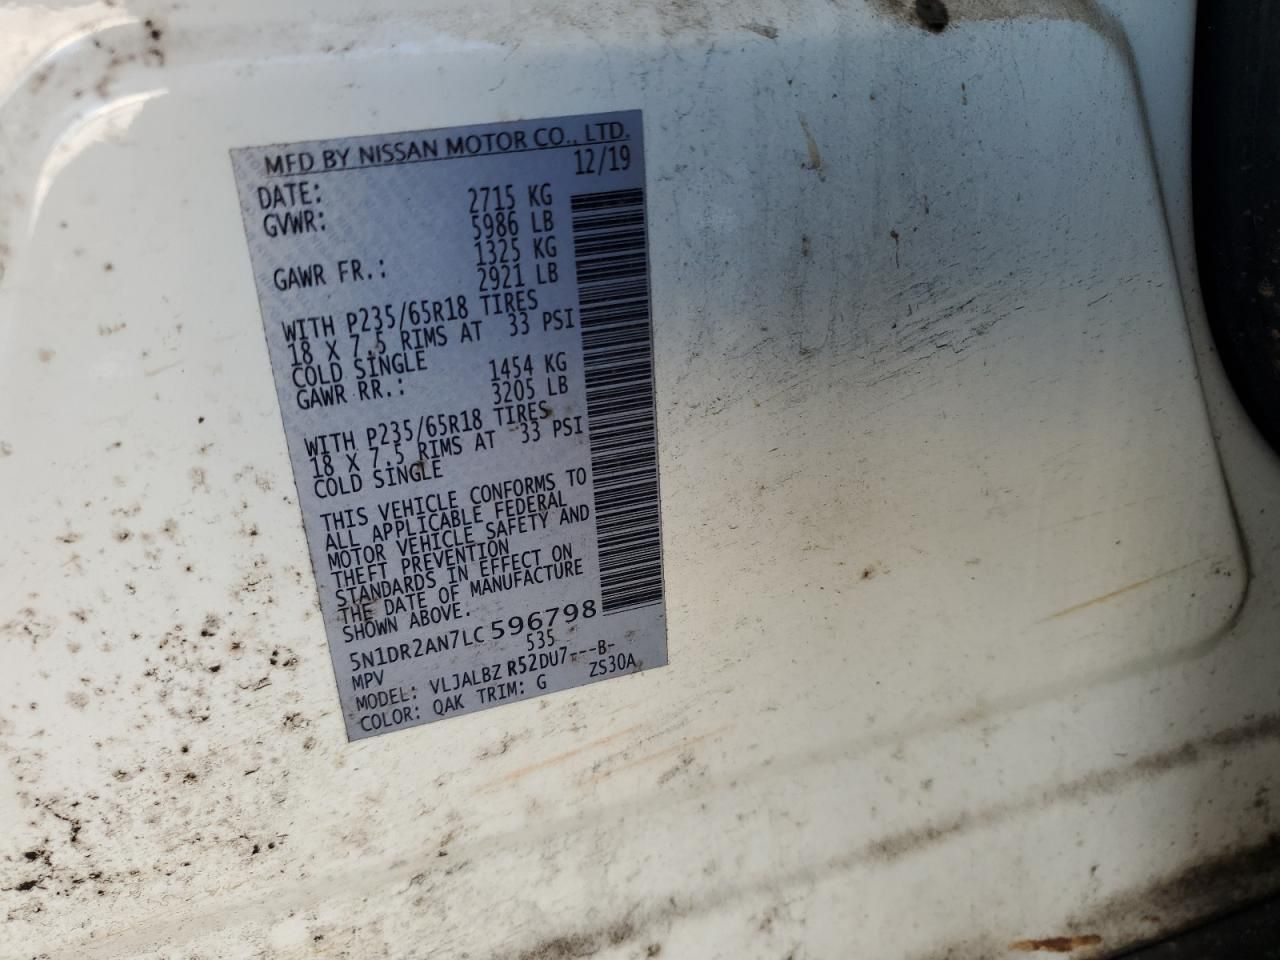 MFD BY NISSAN MOTOR CO., LTD.
DATE: 12/19
GVWR: 2715 KG
5986 LB
GAWR FR.: 1325 KG
2921 LB
WITH P235/65R18 TIRES
18 X 7.5 RIMS AT 33 PSI
COLD SINGLE
GAWR RR.: 1454 KG
3205 LB
WITH P235/65R18 TIRES
18 X 7.5 RIMS AT 33 PSI
COLD SINGLE
THIS VEHICLE CONFORMS TO
ALL APPLICABLE FEDERAL
MOTOR VEHICLE SAFETY AND
THEFT PREVENTION
STANDARDS IN EFFECT ON
THE DATE OF MANUFACTURE
SHOWN ABOVE.
5N1DR2AN7LC596798
MPV 535
MODEL: VLJALBZ R52DU7---B-
COLOR: QAK TRIM: G ZS30A